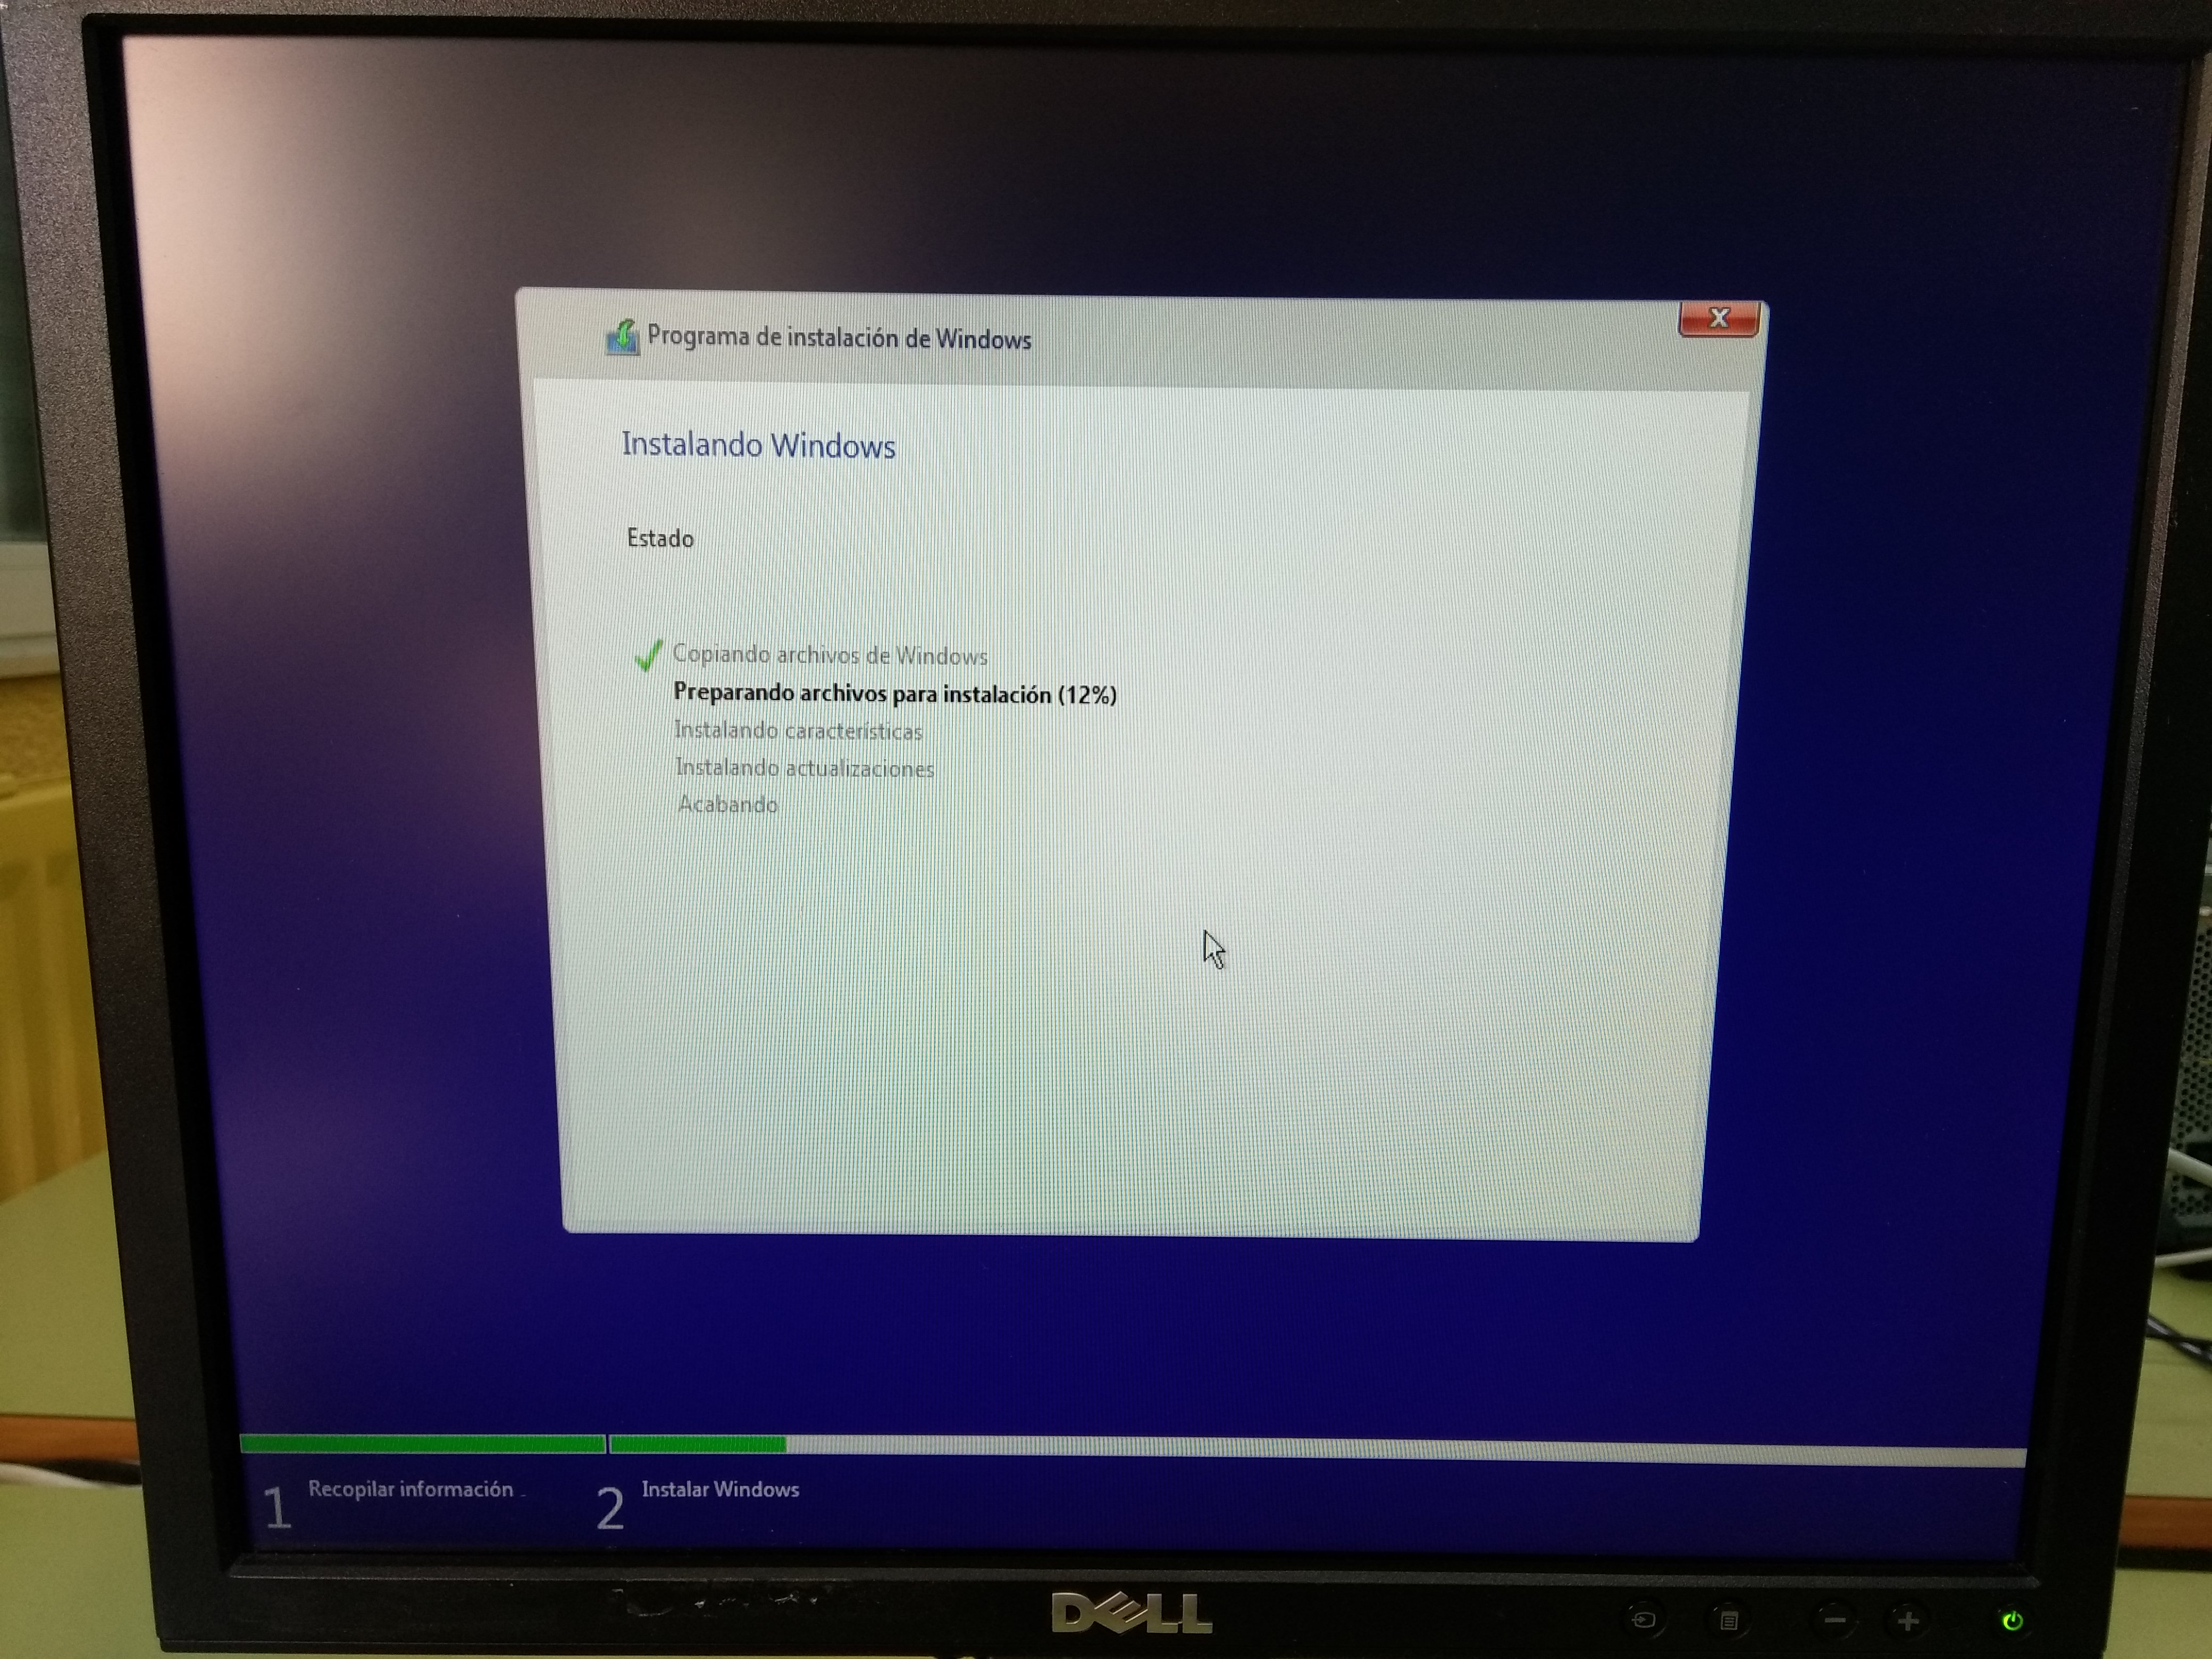 Programa de instalación de Windows
Instalando Windows
Estado
Copiando archivos de Windows
Preparando archivos para instalación (12%)
Instalando características
Instalando actualizaciones
Acabando
1 Recopilar información
2 Instalar Windows
DELL